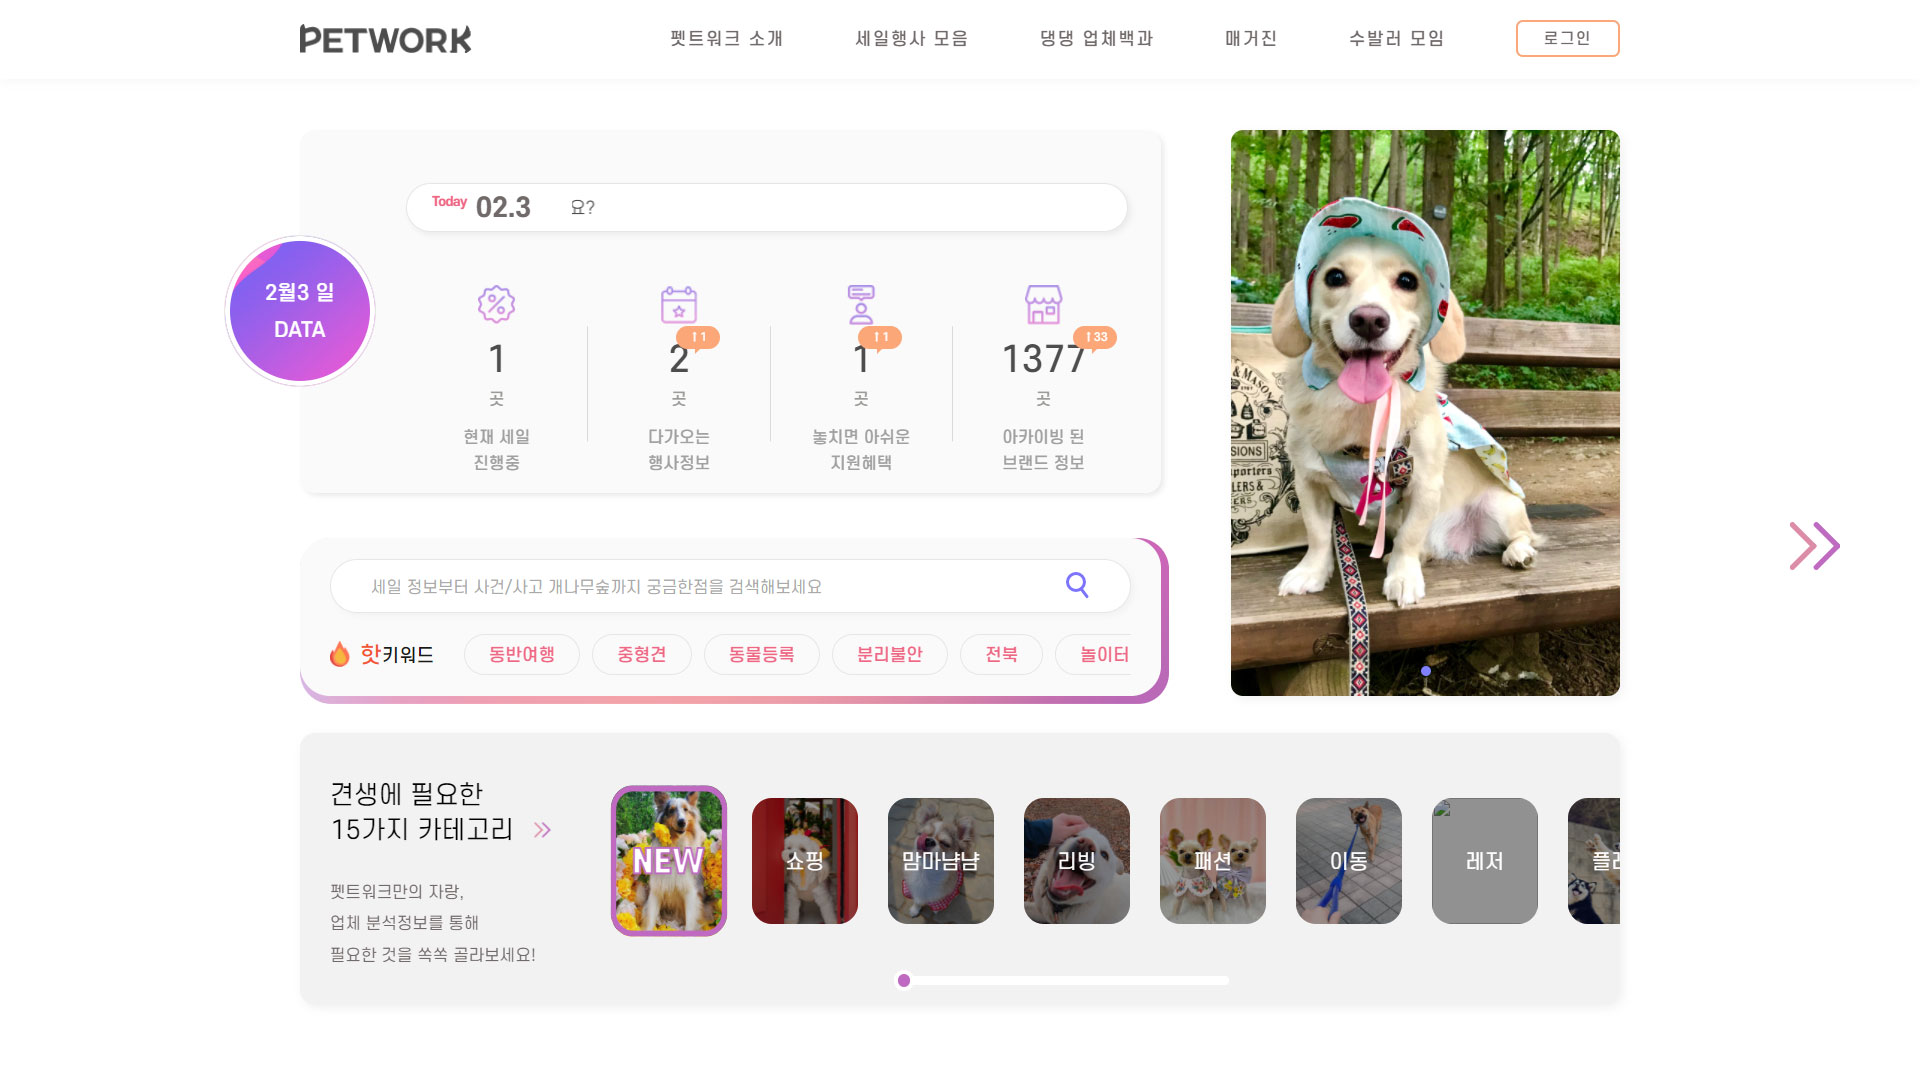 PETWORK
펫트워크 소개
세일행사 모음
댕댕 업체백과
매거진
수발러 모임
로그인
Today 02.3 요?
2월3 일
DATA
1
곳
현재 세일
진행중
1
2
곳
다가오는
행사정보
1
1
곳
놓치면 아쉬운
지원혜택
33
1377
곳
아카이빙 된
브랜드 정보
세일 정보부터 사건/사고 개나무숲까지 궁금한점을 검색해보세요
핫키워드
동반여행
중형견
동물등록
분리불안
전북
놀이터
& MASON
SIONS
porters
LERS &
견생에 필요한
15가지 카테고리
펫트워크만의 자랑,
업체 분석정보를 통해
필요한 것을 쏙쏙 골라보세요!
NEW
쇼핑
맘마냠냠
리빙
패션
이동
레저